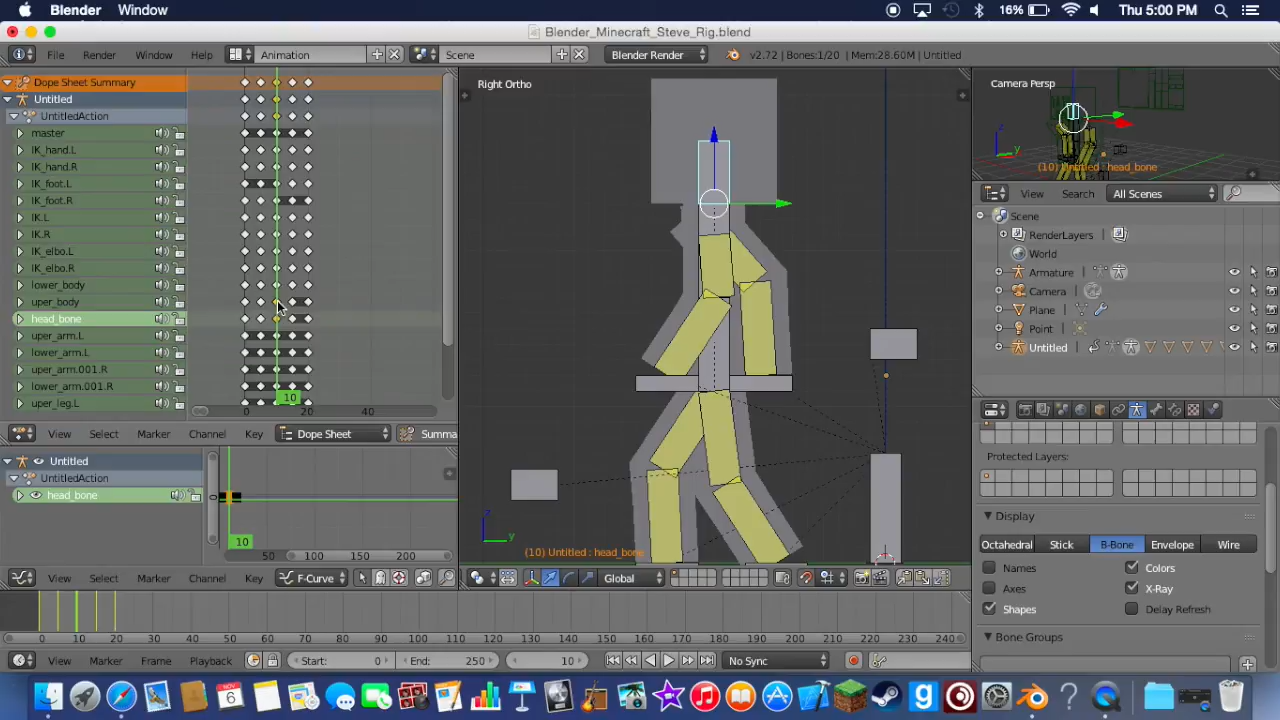 Blender Window 16% Thu 5:00 PM
Blender_Minecraft_Steve_Rig.blend
File Render Window Help Animation Scene Blender Render v2.72 | Bones:1/20 | Mem:28.60M | Untitled
Dope Sheet Summary
Untitled
UntitledAction
master
IK_hand.L
IK_hand.R
IK_foot.L
IK_foot.R
IK.L
IK.R
IK_elbo.L
IK_elbo.R
lower_body
uper_body
head_bone
uper_arm.L
lower_arm.L
uper_arm.001.R
lower_arm.001.R
uper_leg.L
10
0 20 40
View Select Marker Channel Key Dope Sheet Summa
Untitled
UntitledAction
head_bone
10
50 100 150 200
View Select Marker Channel Key F-Curve
Right Ortho
z y
(10) Untitled : head_bone
Global
Camera Persp
z
(10) Untitled : head_bone
View Search All Scenes
Scene
RenderLayers
World
Armature
Camera
Plane
Point
Untitled
Protected Layers:
Display
Octahedral Stick B-Bone Envelope Wire
Names Colors
Axes X-Ray
Shapes Delay Refresh
Bone Groups
0 10 20 30 40 50 60 70 80 90 100 110 120 130 140 150 160 170 180 190 200 210 220 230 240
View Marker Frame Playback Start: 0 End: 250 10 No Sync
NOV
6